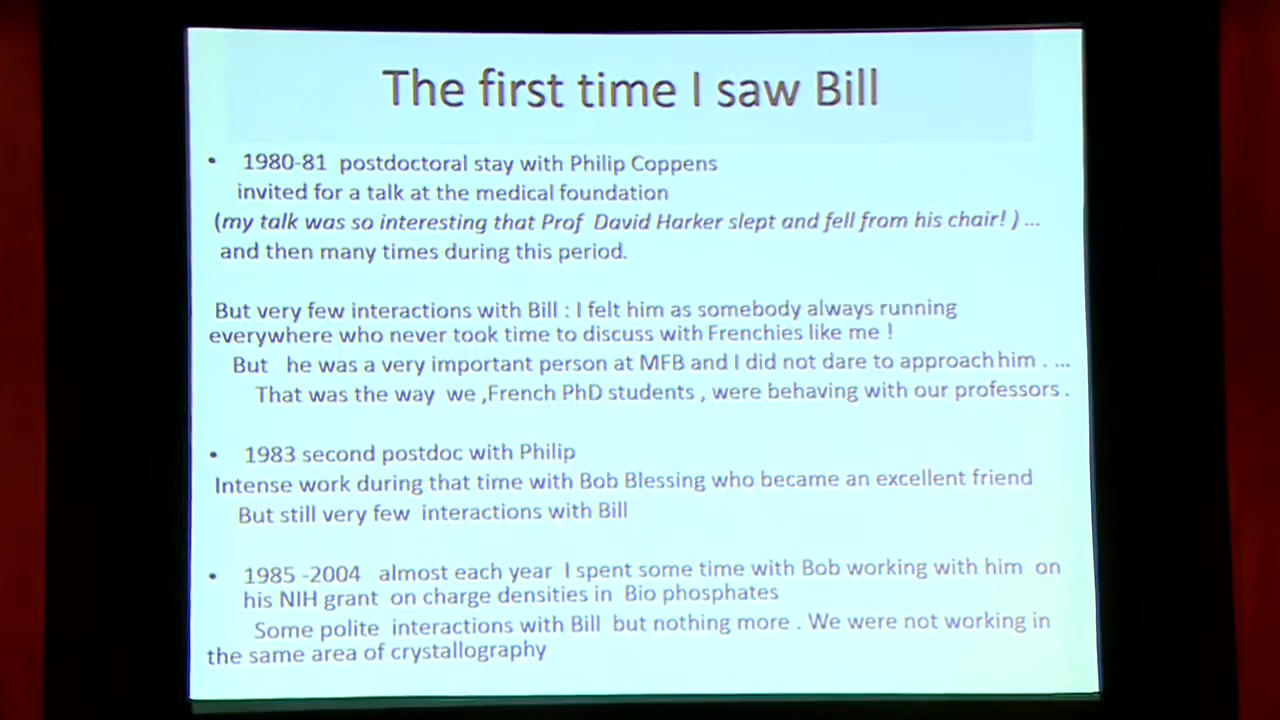 The first time I saw Bill
• 1980-81 postdoctoral stay with Philip Coppens
invited for a talk at the medical foundation
(my talk was so interesting that Prof David Harker slept and fell from his chair! ) ...
and then many times during this period.
But very few interactions with Bill : I felt him as somebody always running
everywhere who never took time to discuss with Frenchies like me !
But he was a very important person at MFB and I did not dare to approach him . ...
That was the way we ,French PhD students , were behaving with our professors .
• 1983 second postdoc with Philip
Intense work during that time with Bob Blessing who became an excellent friend
But still very few interactions with Bill
• 1985 -2004 almost each year I spent some time with Bob working with him on
his NIH grant on charge densities in Bio phosphates
Some polite interactions with Bill but nothing more . We were not working in
the same area of crystallography